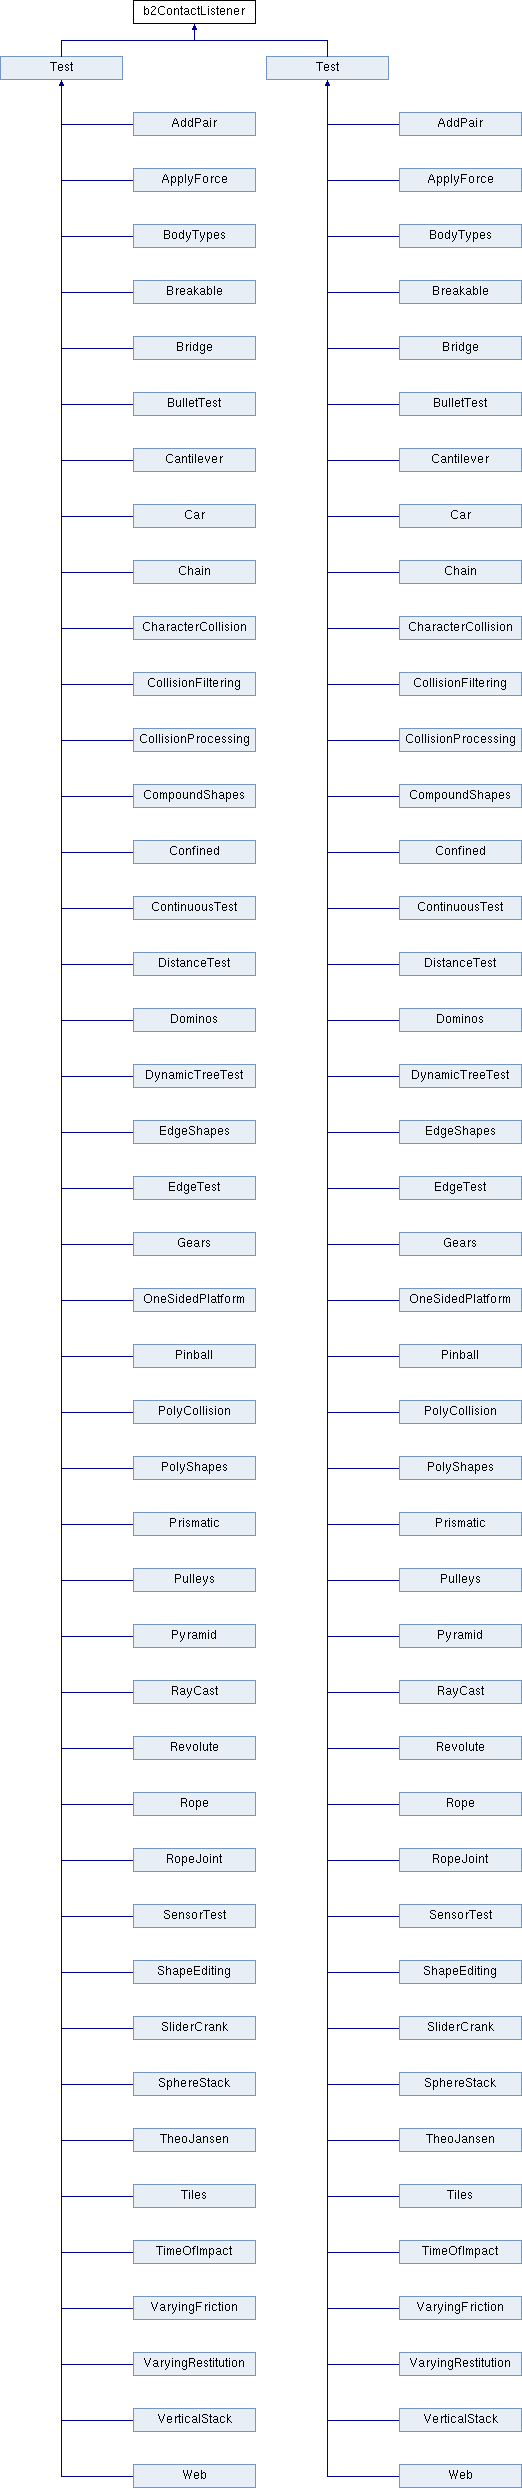 b2ContactListener
Test Test
AddPair AddPair
ApplyForce ApplyForce
BodyTypes BodyTypes
Breakable Breakable
Bridge Bridge
BulletTest BulletTest
Cantilever Cantilever
Car Car
Chain Chain
CharacterCollision CharacterCollision
CollisionFiltering CollisionFiltering
CollisionProcessing CollisionProcessing
CompoundShapes CompoundShapes
Confined Confined
ContinuousTest ContinuousTest
DistanceTest DistanceTest
Dominos Dominos
DynamicTreeTest DynamicTreeTest
EdgeShapes EdgeShapes
EdgeTest EdgeTest
Gears Gears
OneSidedPlatform OneSidedPlatform
Pinball Pinball
PolyCollision PolyCollision
PolyShapes PolyShapes
Prismatic Prismatic
Pulleys Pulleys
Pyramid Pyramid
RayCast RayCast
Revolute Revolute
Rope Rope
RopeJoint RopeJoint
SensorTest SensorTest
ShapeEditing ShapeEditing
SliderCrank SliderCrank
SphereStack SphereStack
TheoJansen TheoJansen
Tiles Tiles
TimeOfImpact TimeOfImpact
VaryingFriction VaryingFriction
VaryingRestitution VaryingRestitution
VerticalStack VerticalStack
Web Web